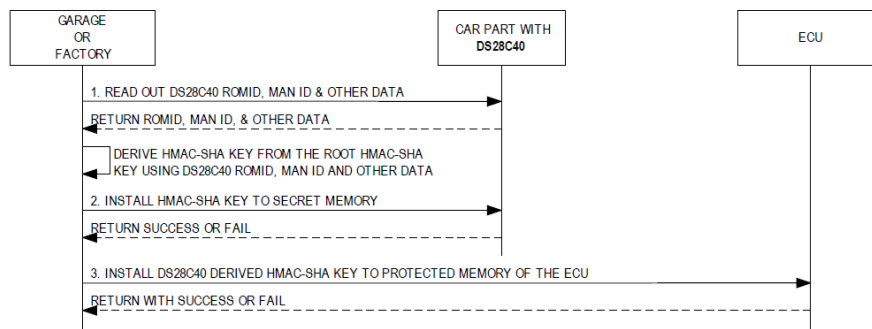 GARAGE
OR
FACTORY
CAR PART WITH
DS28C40
ECU
1. READ OUT DS28C40 ROMID, MAN ID & OTHER DATA
RETURN ROMID, MAN ID, & OTHER DATA
DERIVE HMAC-SHA KEY FROM THE ROOT HMAC-SHA
KEY USING DS28C40 ROMID, MAN ID AND OTHER DATA
2. INSTALL HMAC-SHA KEY TO SECRET MEMORY
RETURN SUCCESS OR FAIL
3. INSTALL DS28C40 DERIVED HMAC-SHA KEY TO PROTECTED MEMORY OF THE ECU
RETURN WITH SUCCESS OR FAIL